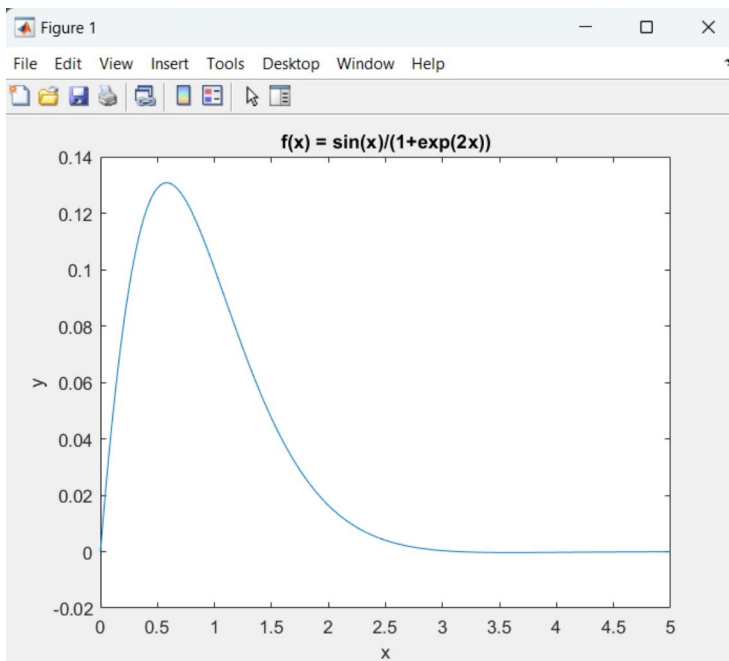 Figure 1
File Edit View Insert Tools Desktop Window Help
f(x) = sin(x)/(1+exp(2x))
0.14
0.12
0.1
0.08
0.06
y
0.04
0.02
0
-0.02
0 0.5 1 1.5 2 2.5 3 3.5 4 4.5 5
x